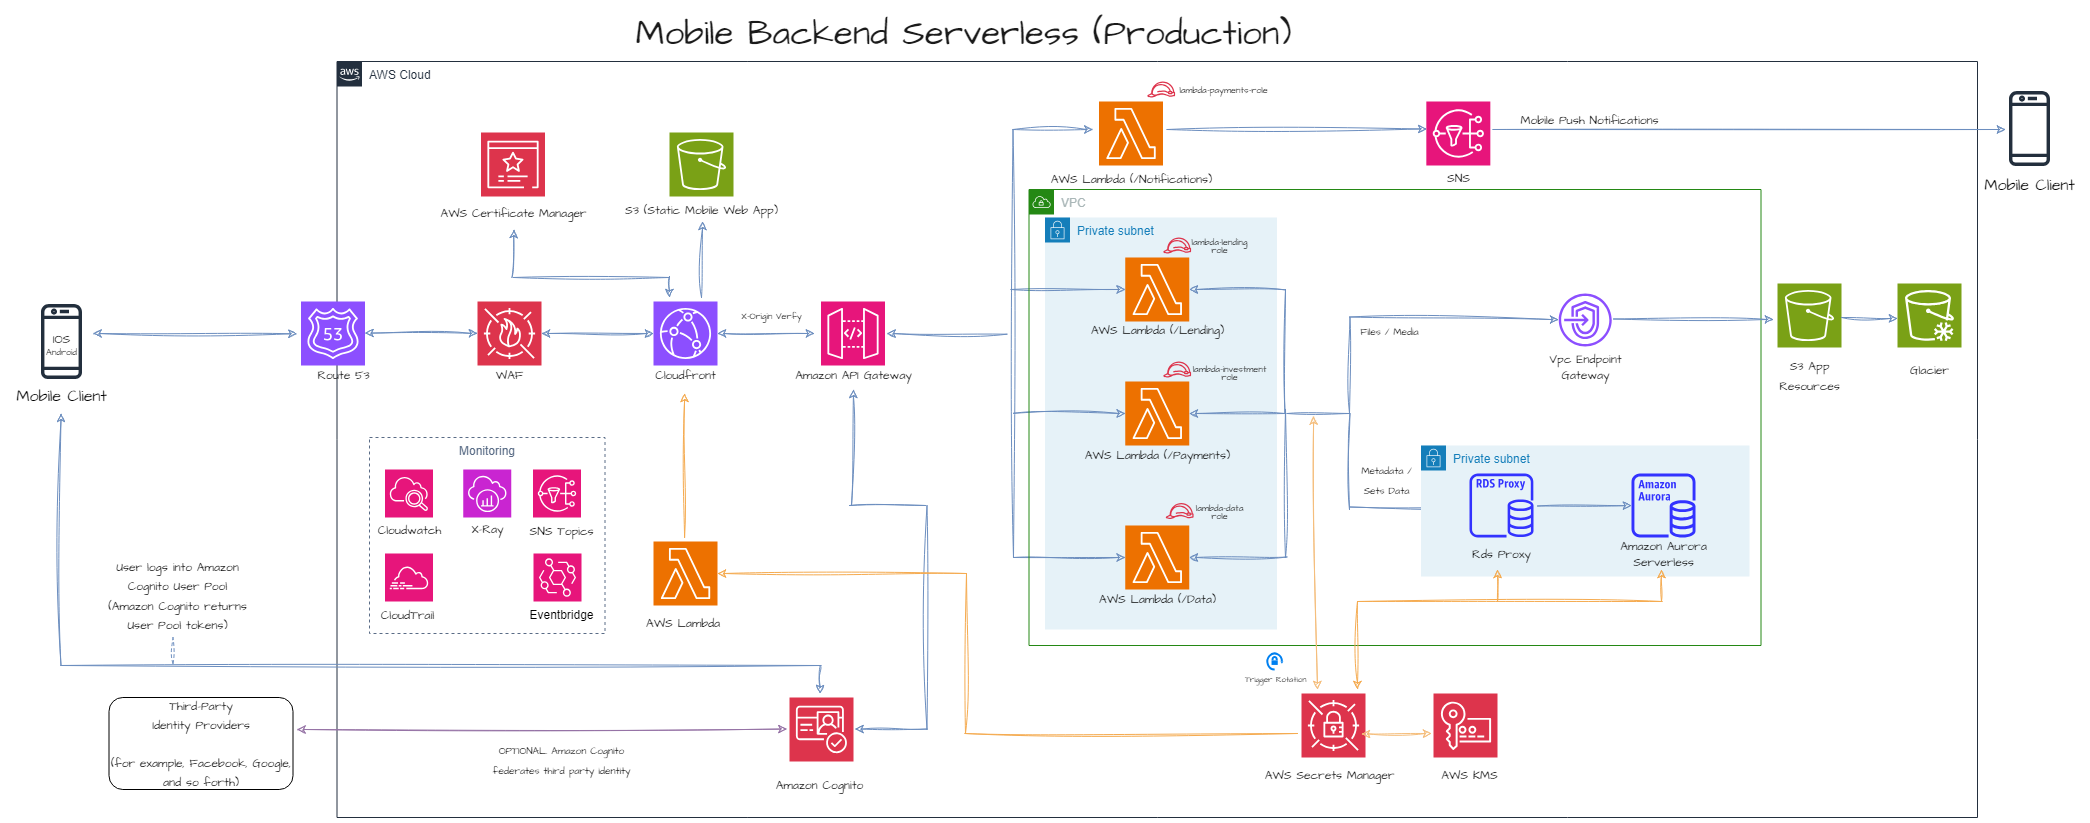 Mobile Backend Serverless (Production)
aws
AWS Cloud
lambda-payments-role
Mobile Push Notifications
AWS Lambda (/Notifications)
SNS
Mobile Client
AWS Certificate Manager
S3 (Static Mobile Web App)
VPC
Private subnet
lambda-lending
role
AWS Lambda (/Lending)
IOS
Android
Mobile Client
53
Route 53
WAF
Cloudfront
X-Origin Verfy
Amazon API Gateway
Files / Media
Vpc Endpoint
Gateway
S3 App
Resources
Glacier
lambda-investment
role
AWS Lambda (/Payments)
Monitoring
Cloudwatch
X-Ray
SNS Topics
CloudTrail
Eventbridge
Metadata /
Sets Data
Private subnet
RDS Proxy
Rds Proxy
Amazon
Aurora
Amazon Aurora
Serverless
lambda-data
role
AWS Lambda (/Data)
AWS Lambda
User logs into Amazon
Cognito User Pool
(Amazon Cognito returns
User Pool tokens)
Third-Party
Identity Providers
(for example, Facebook, Google,
and so forth)
OPTIONAL: Amazon Cognito
federates third party identity
Amazon Cognito
Trigger Rotation
AWS Secrets Manager
AWS KMS